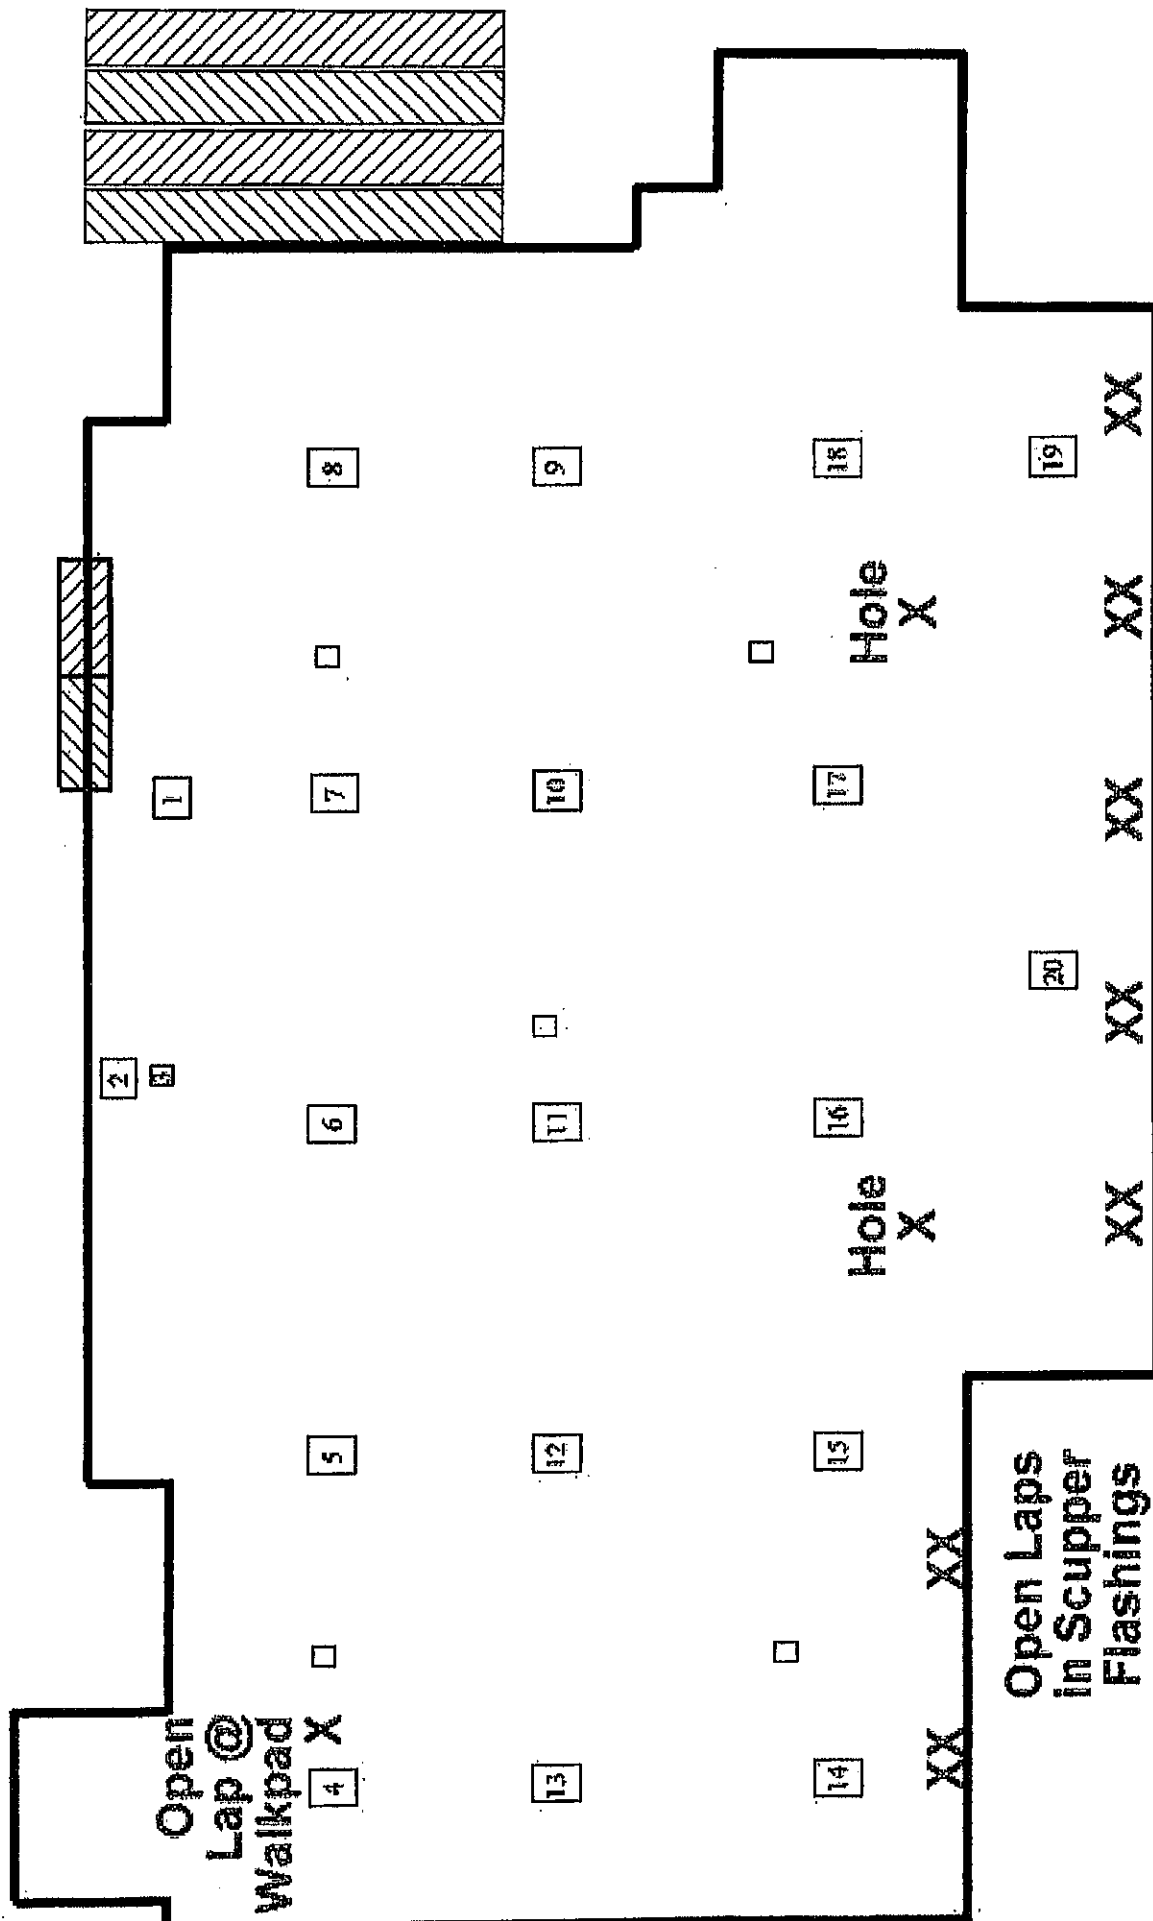 2
3
1
Open
Lap @
Walkpad
X
4 5 6 7 8
13 12 11 10 9
14 15 16 17 18
Hole
X
Hole
X
XX XX
20 19
Open Laps
in Scupper
Flashings
XX XX XX XX XX